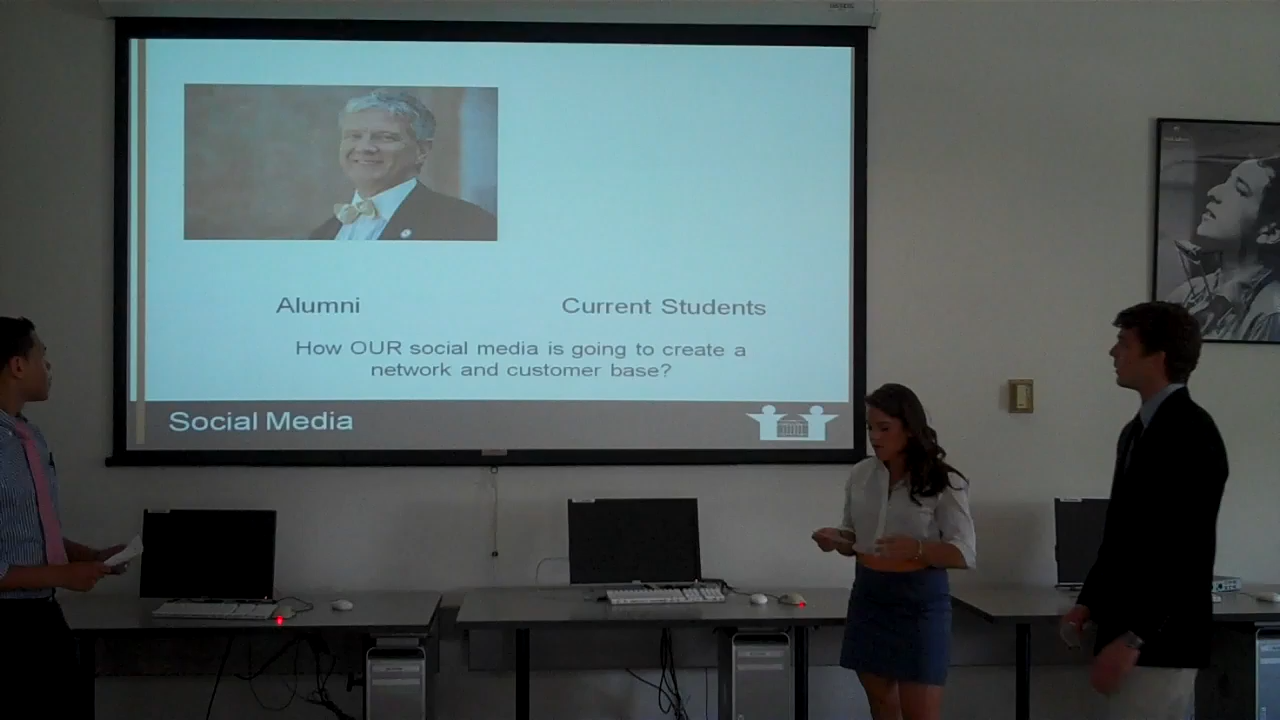 Alumni
Current Students
How OUR social media is going to create a
network and customer base?
Social Media